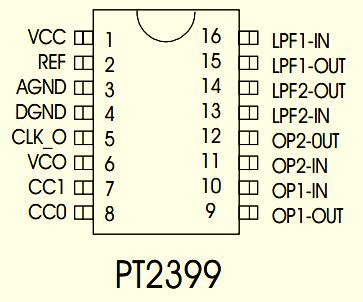 VCC 1 16 LPF1-IN
REF 2 15 LPF1-OUT
AGND 3 14 LPF2-OUT
DGND 4 13 LPF2-IN
CLK_O 5 12 OP2-OUT
VCO 6 11 OP2-IN
CC1 7 10 OP1-IN
CC0 8 9 OP1-OUT
PT2399